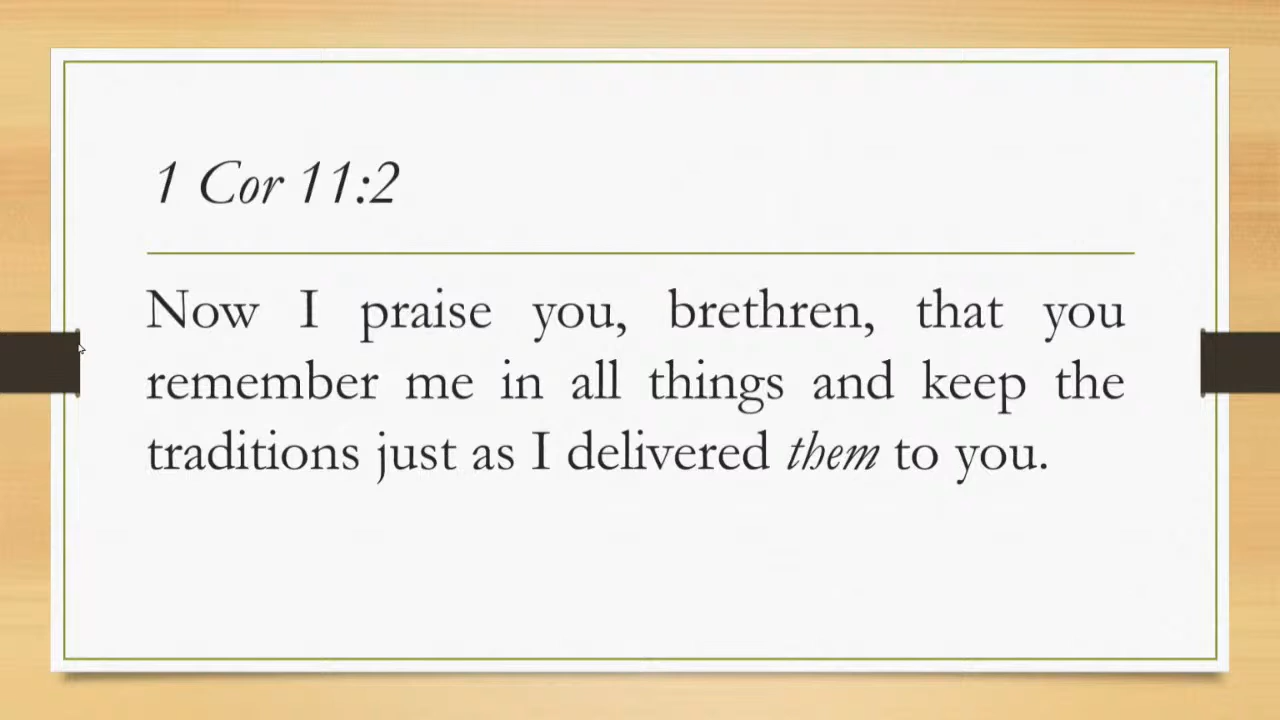 1 Cor 11:2
Now I praise you, brethren, that you
remember me in all things and keep the
traditions just as I delivered them to you.